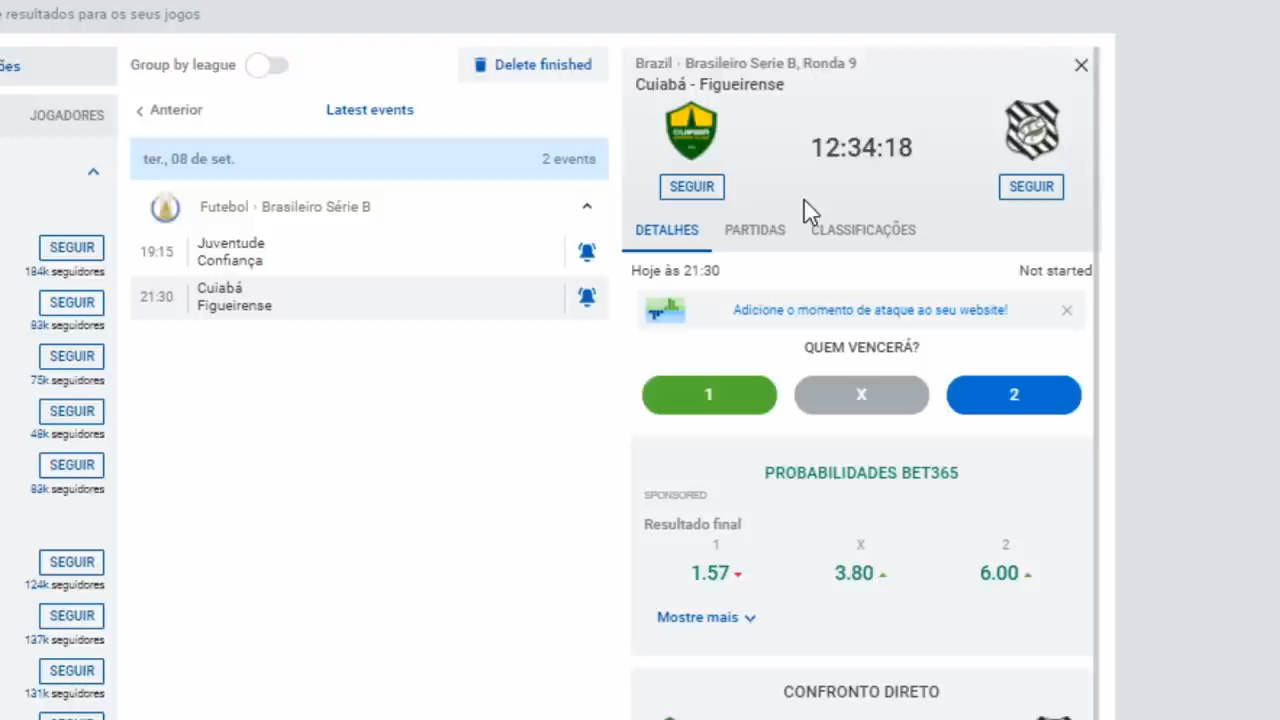 e resultados para os seus jogos
ões
Group by league
Delete finished
JOGADORES
Anterior
Latest events
ter., 08 de set.
2 events
Futebol › Brasileiro Série B
19:15
Juventude
Confiança
21:30
Cuiabá
Figueirense
SEGUIR
184k seguidores
SEGUIR
83k seguidores
SEGUIR
75k seguidores
SEGUIR
48k seguidores
SEGUIR
83k seguidores
SEGUIR
124k seguidores
SEGUIR
137k seguidores
SEGUIR
131k seguidores
Brazil › Brasileiro Serie B, Ronda 9
Cuiabá - Figueirense
CUIABÁ
12:34:18
SEGUIR
SEGUIR
DETALHES
PARTIDAS
CLASSIFICAÇÕES
Hoje às 21:30
Not started
Adicione o momento de ataque ao seu website!
QUEM VENCERÁ?
1
X
2
PROBABILIDADES BET365
SPONSORED
Resultado final
1
X
2
1.57
3.80
6.00
Mostre mais
CONFRONTO DIRETO